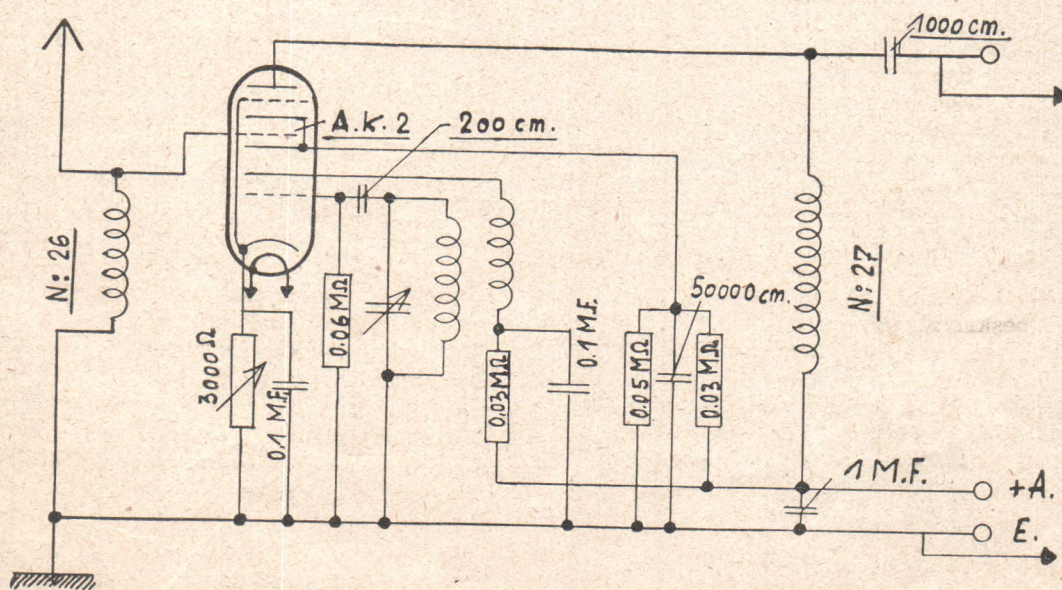 1000 cm.
A.K. 2
200 cm.
N: 26
50000 cm.
N: 27
0.06 MΩ
0.1 M.F.
3000 Ω
0.1 M.F.
0.03 MΩ
0.05 MΩ
0.03 MΩ
1 M.F.
+A.
E.